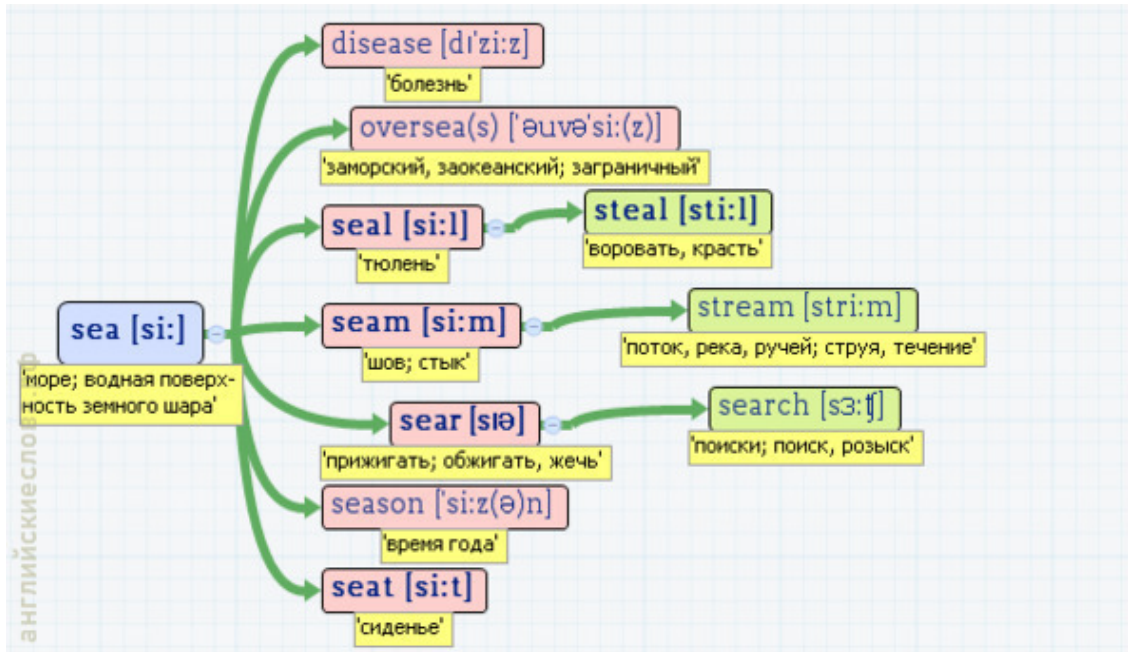 disease [dɪ'zi:z]
'болезнь'
oversea(s) ['əuvə'si:(z)]
'заморский, заокеанский; заграничный'
seal [si:l]
steal [sti:l]
'тюлень'
'воровать, красть'
sea [si:]
'море; водная поверх-
ность земного шара'
seam [si:m]
stream [stri:m]
'шов; стык'
'поток, река, ручей; струя, течение'
sear [sɪə]
search [sɜ:ʧ]
'прижигать; обжигать, жечь'
'поиски; поиск, розыск'
season ['si:z(ə)n]
'время года'
seat [si:t]
'сиденье'
английскиеслова.рф